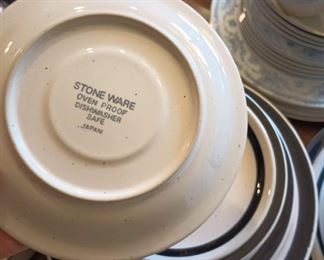 STONE WARE
OVEN PROOF
DISHWASHER
SAFE
JAPAN